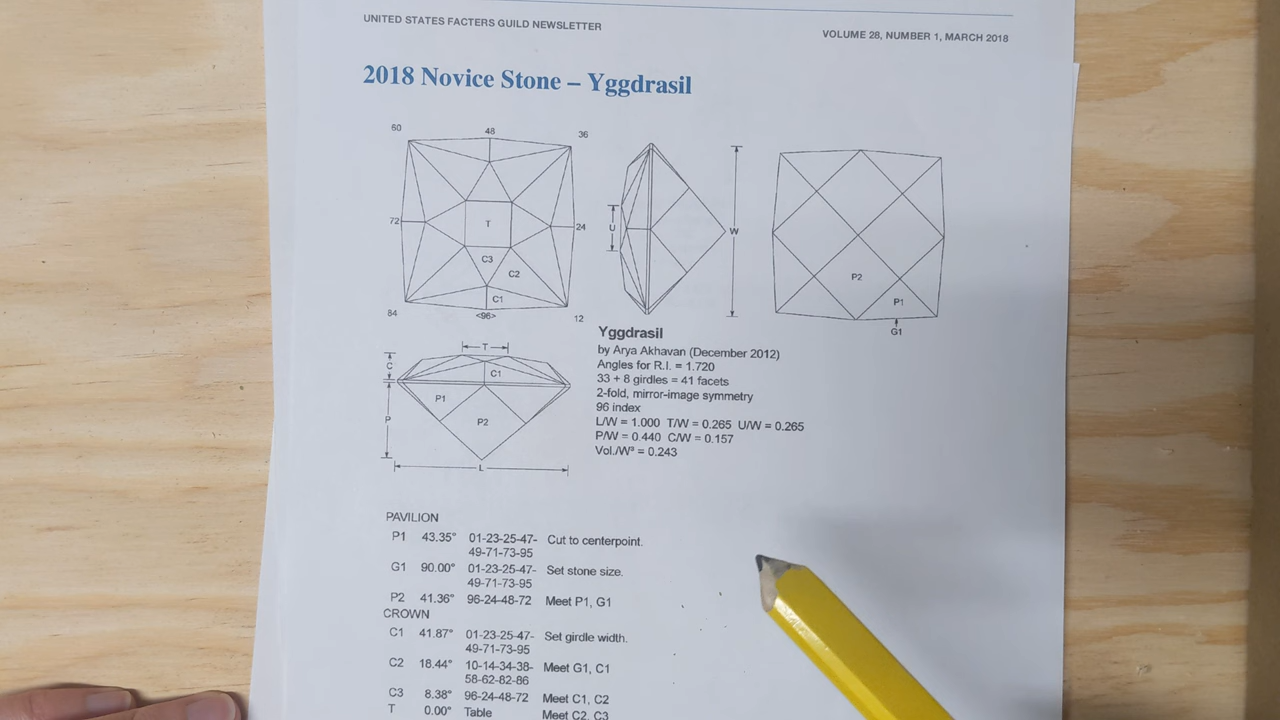 UNITED STATES FACTERS GUILD NEWSLETTER
VOLUME 28, NUMBER 1, MARCH 2018
2018 Novice Stone – Yggdrasil
60
48
36
72
T
24
C3
C2
C1
84
<96>
12
U
W
P2
P1
G1
T
C
C1
P1
P
P2
L
Yggdrasil
by Arya Akhavan (December 2012)
Angles for R.I. = 1.720
33 + 8 girdles = 41 facets
2-fold, mirror-image symmetry
96 index
L/W = 1.000 T/W = 0.265 U/W = 0.265
P/W = 0.440 C/W = 0.157
Vol./W³ = 0.243
PAVILION
P1 43.35° 01-23-25-47- Cut to centerpoint.
49-71-73-95
G1 90.00° 01-23-25-47- Set stone size.
49-71-73-95
P2 41.36° 96-24-48-72 Meet P1, G1
CROWN
C1 41.87° 01-23-25-47- Set girdle width.
49-71-73-95
C2 18.44° 10-14-34-38- Meet G1, C1
58-62-82-86
C3 8.38° 96-24-48-72 Meet C1, C2
T 0.00° Table Meet C2, C3